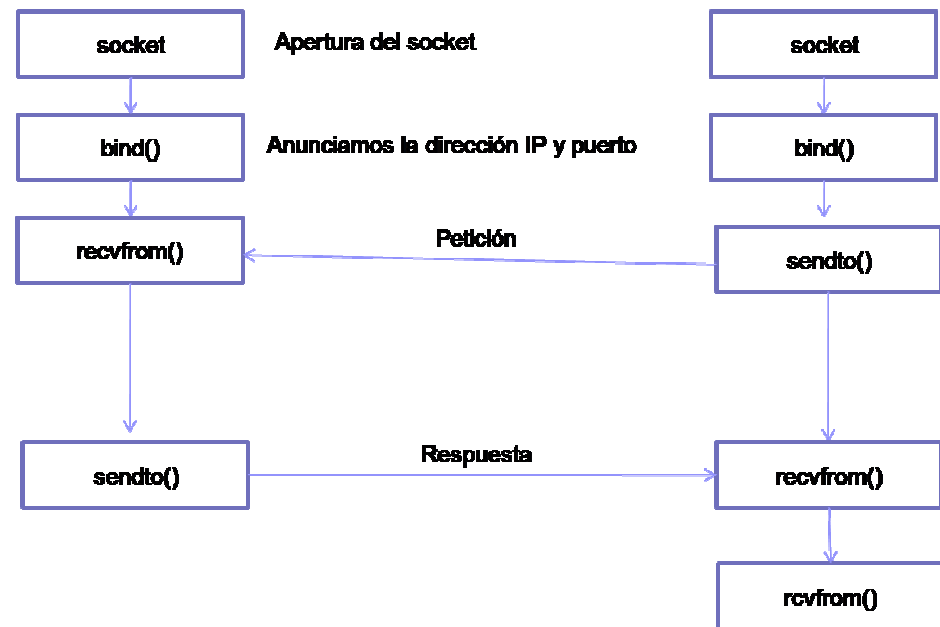 socket
Apertura del socket
socket
bind()
Anunciamos la dirección IP y puerto
bind()
recvfrom()
Petición
sendto()
sendto()
Respuesta
recvfrom()
rcvfrom()